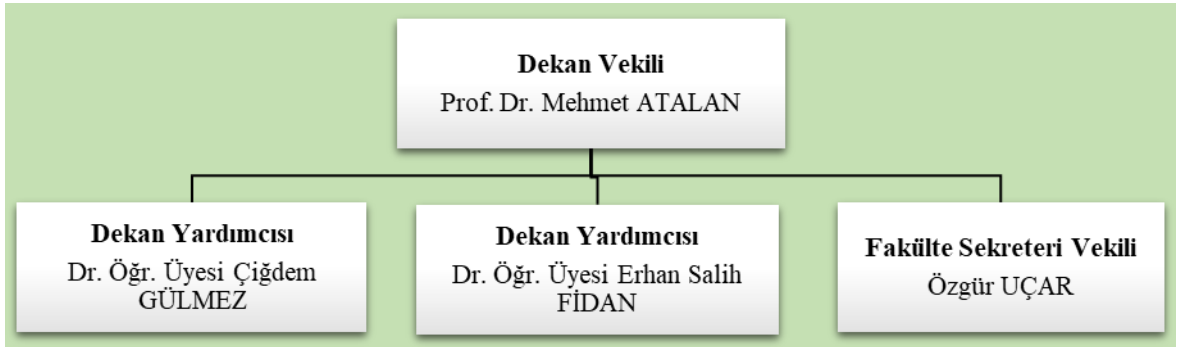 Dekan Vekili
Prof. Dr. Mehmet ATALAN
Dekan Yardımcısı
Dr. Öğr. Üyesi Çiğdem
GÜLMEZ
Dekan Yardımcısı
Dr. Öğr. Üyesi Erhan Salih
FİDAN
Fakülte Sekreteri Vekili
Özgür UÇAR